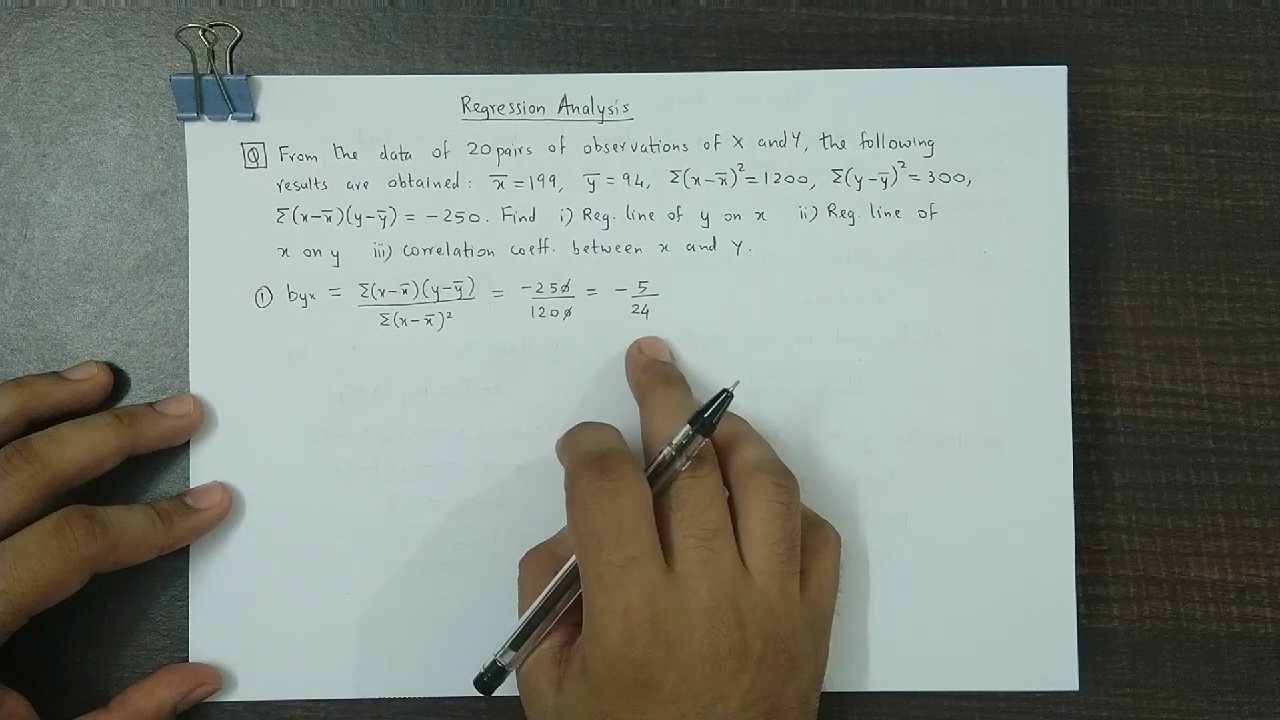 Regression Analysis
Q From the data of 20 pairs of observations of X and Y, the following
results are obtained: x̄ = 199, ȳ = 94, Σ(x-x̄)² = 1200, Σ(y-ȳ)² = 300,
Σ(x-x̄)(y-ȳ) = -250. Find i) Reg. line of y on x ii) Reg. line of
x on y iii) correlation coeff. between x and Y.
① byx = Σ(x-x̄)(y-ȳ) / Σ(x-x̄)² = -250 / 1200 = - 5 / 24